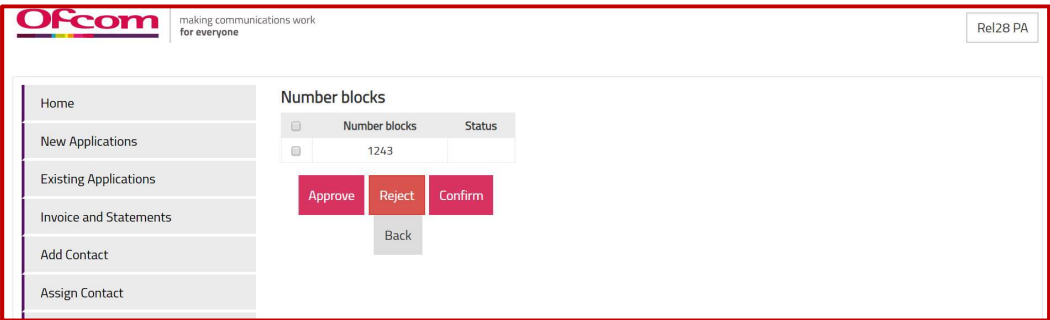 Ofcom
making communications work
for everyone
Rel28 PA
Home
New Applications
Existing Applications
Invoice and Statements
Add Contact
Assign Contact
Number blocks
Number blocks Status
1243
Approve Reject Confirm
Back